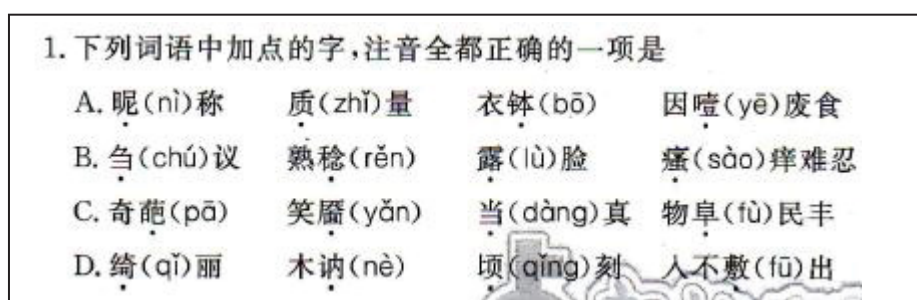 1. 下列词语中加点的字,注音全都正确的一项是
A. 昵(nì)称 质(zhǐ)量 衣钵(bō) 因噎(yē)废食
B. 刍(chú)议 熟稔(rěn) 露(lù)脸 瘙(sào)痒难忍
C. 奇葩(pā) 笑靥(yǎn) 当(dàng)真 物阜(fù)民丰
D. 绮(qǐ)丽 木讷(nè) 顷(qǐng)刻 入不敷(fū)出